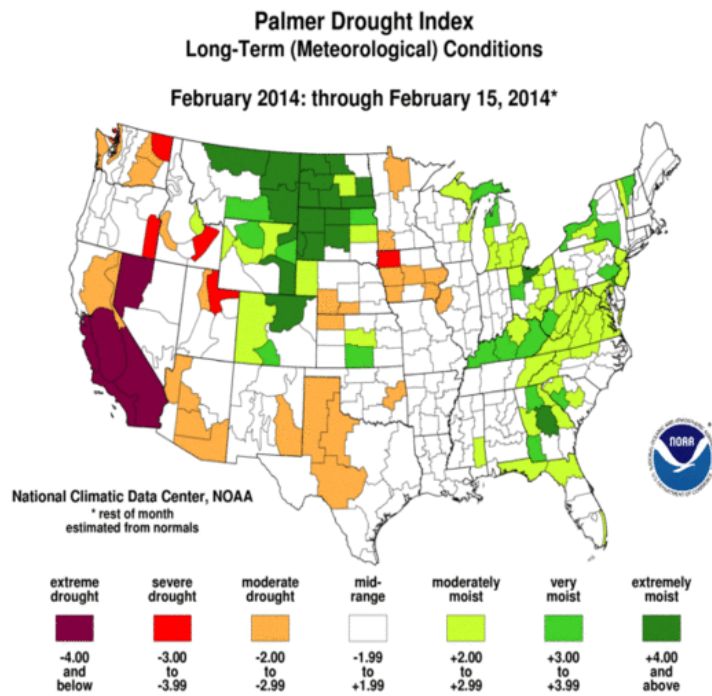 Palmer Drought Index
Long-Term (Meteorological) Conditions
February 2014: through February 15, 2014*
National Climatic Data Center, NOAA
* rest of month
estimated from normals
NOAA
extreme drought
severe drought
moderate drought
mid-range
moderately moist
very moist
extremely moist
-4.00 and below
-3.00 to -3.99
-2.00 to -2.99
-1.99 to +1.99
+2.00 to +2.99
+3.00 to +3.99
+4.00 and above